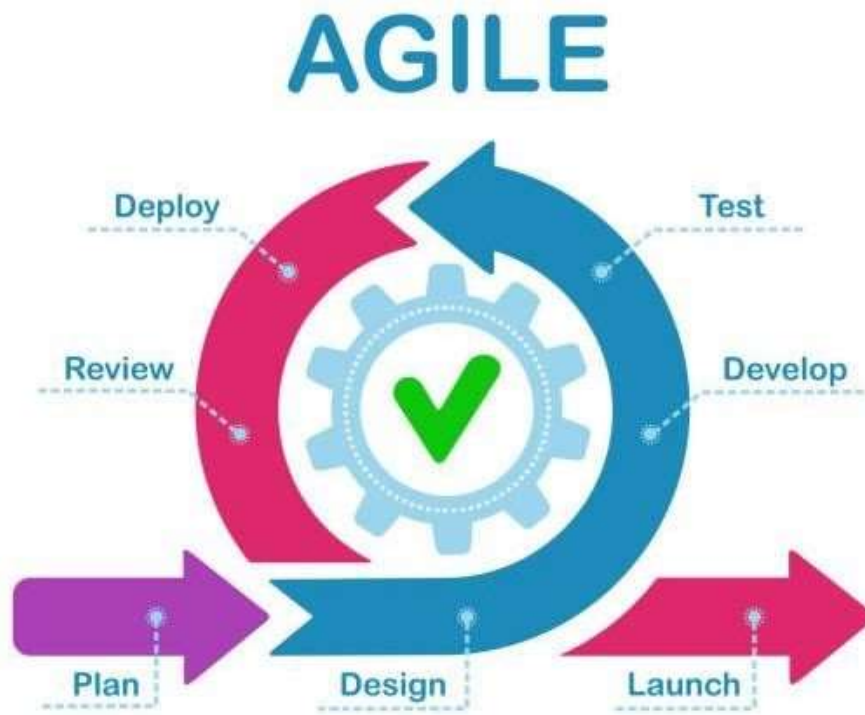 AGILE
Deploy
Test
Review
Develop
Plan
Design
Launch